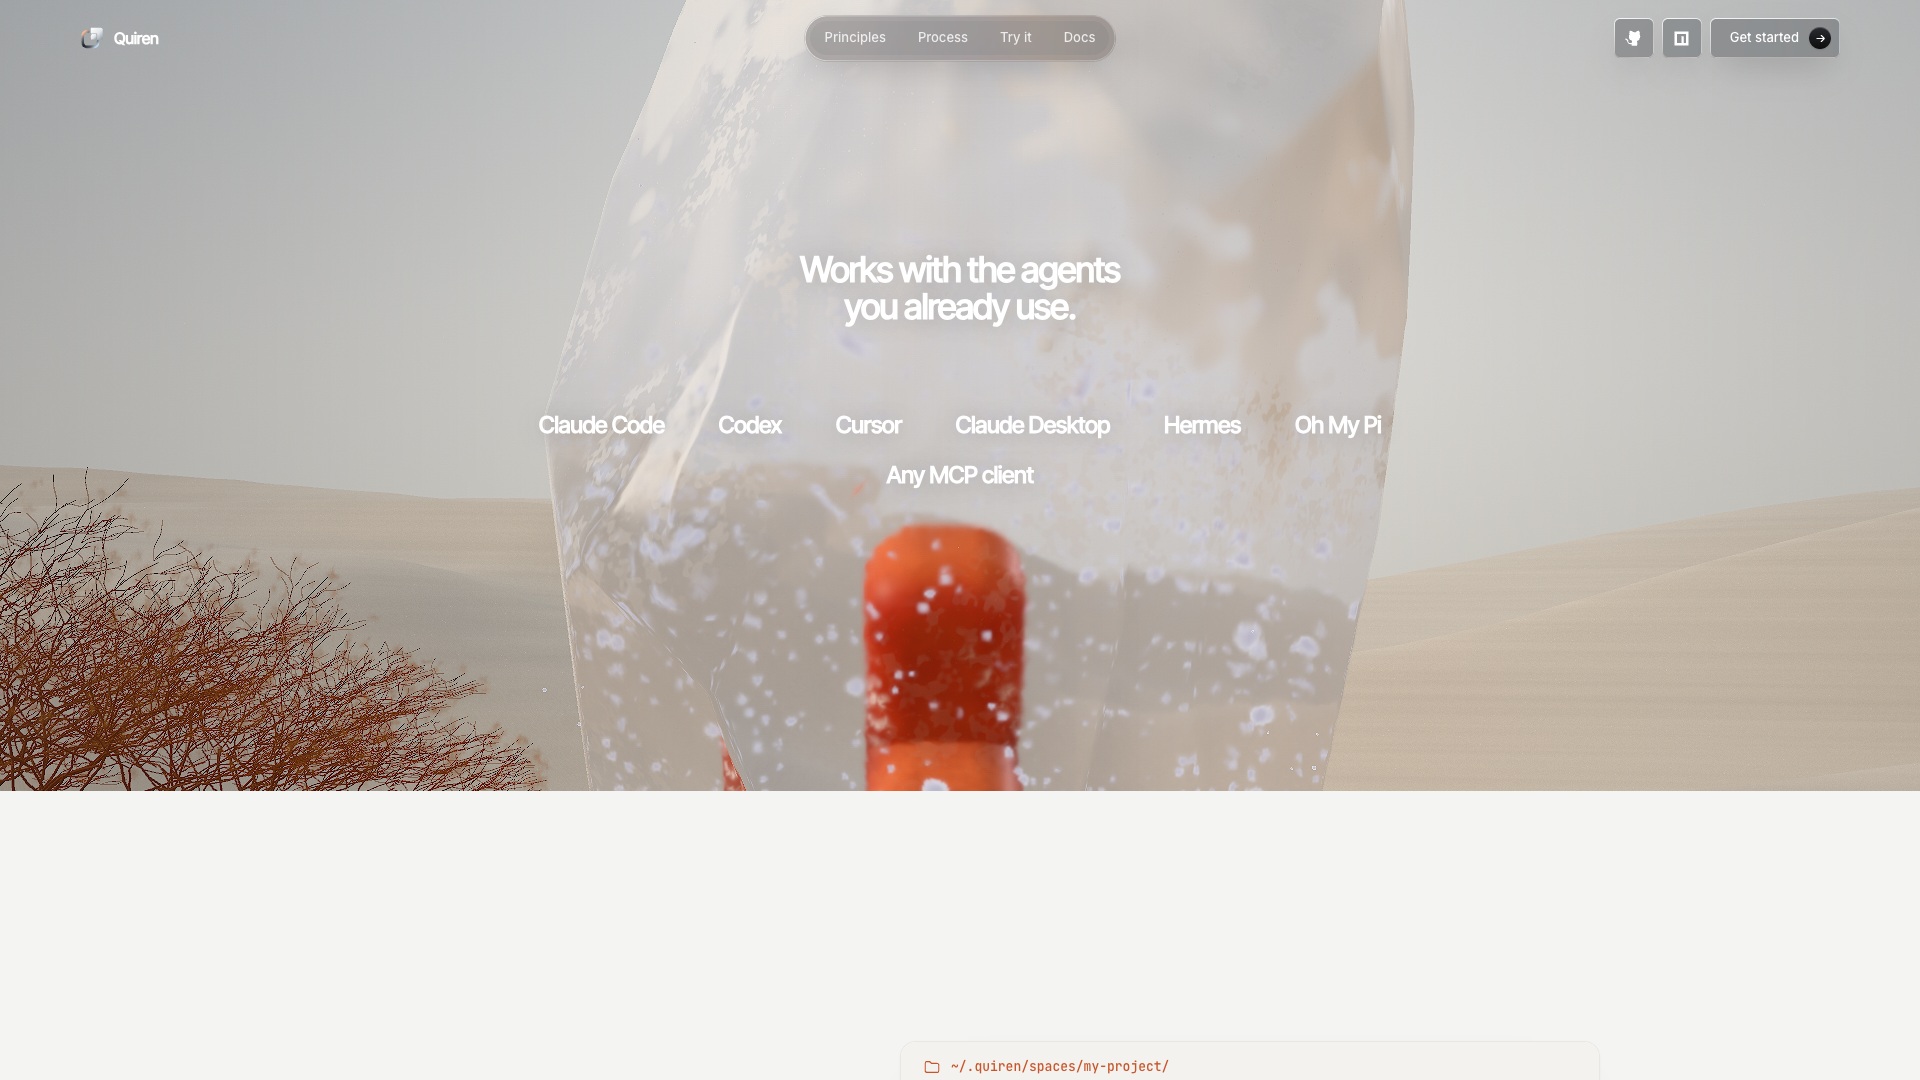 Quiren
Principles
Process
Try it
Docs
Get started
Works with the agents
you already use.
Claude Code
Codex
Cursor
Claude Desktop
Hermes
Oh My Pi
Any MCP client
~/.quiren/spaces/my-project/